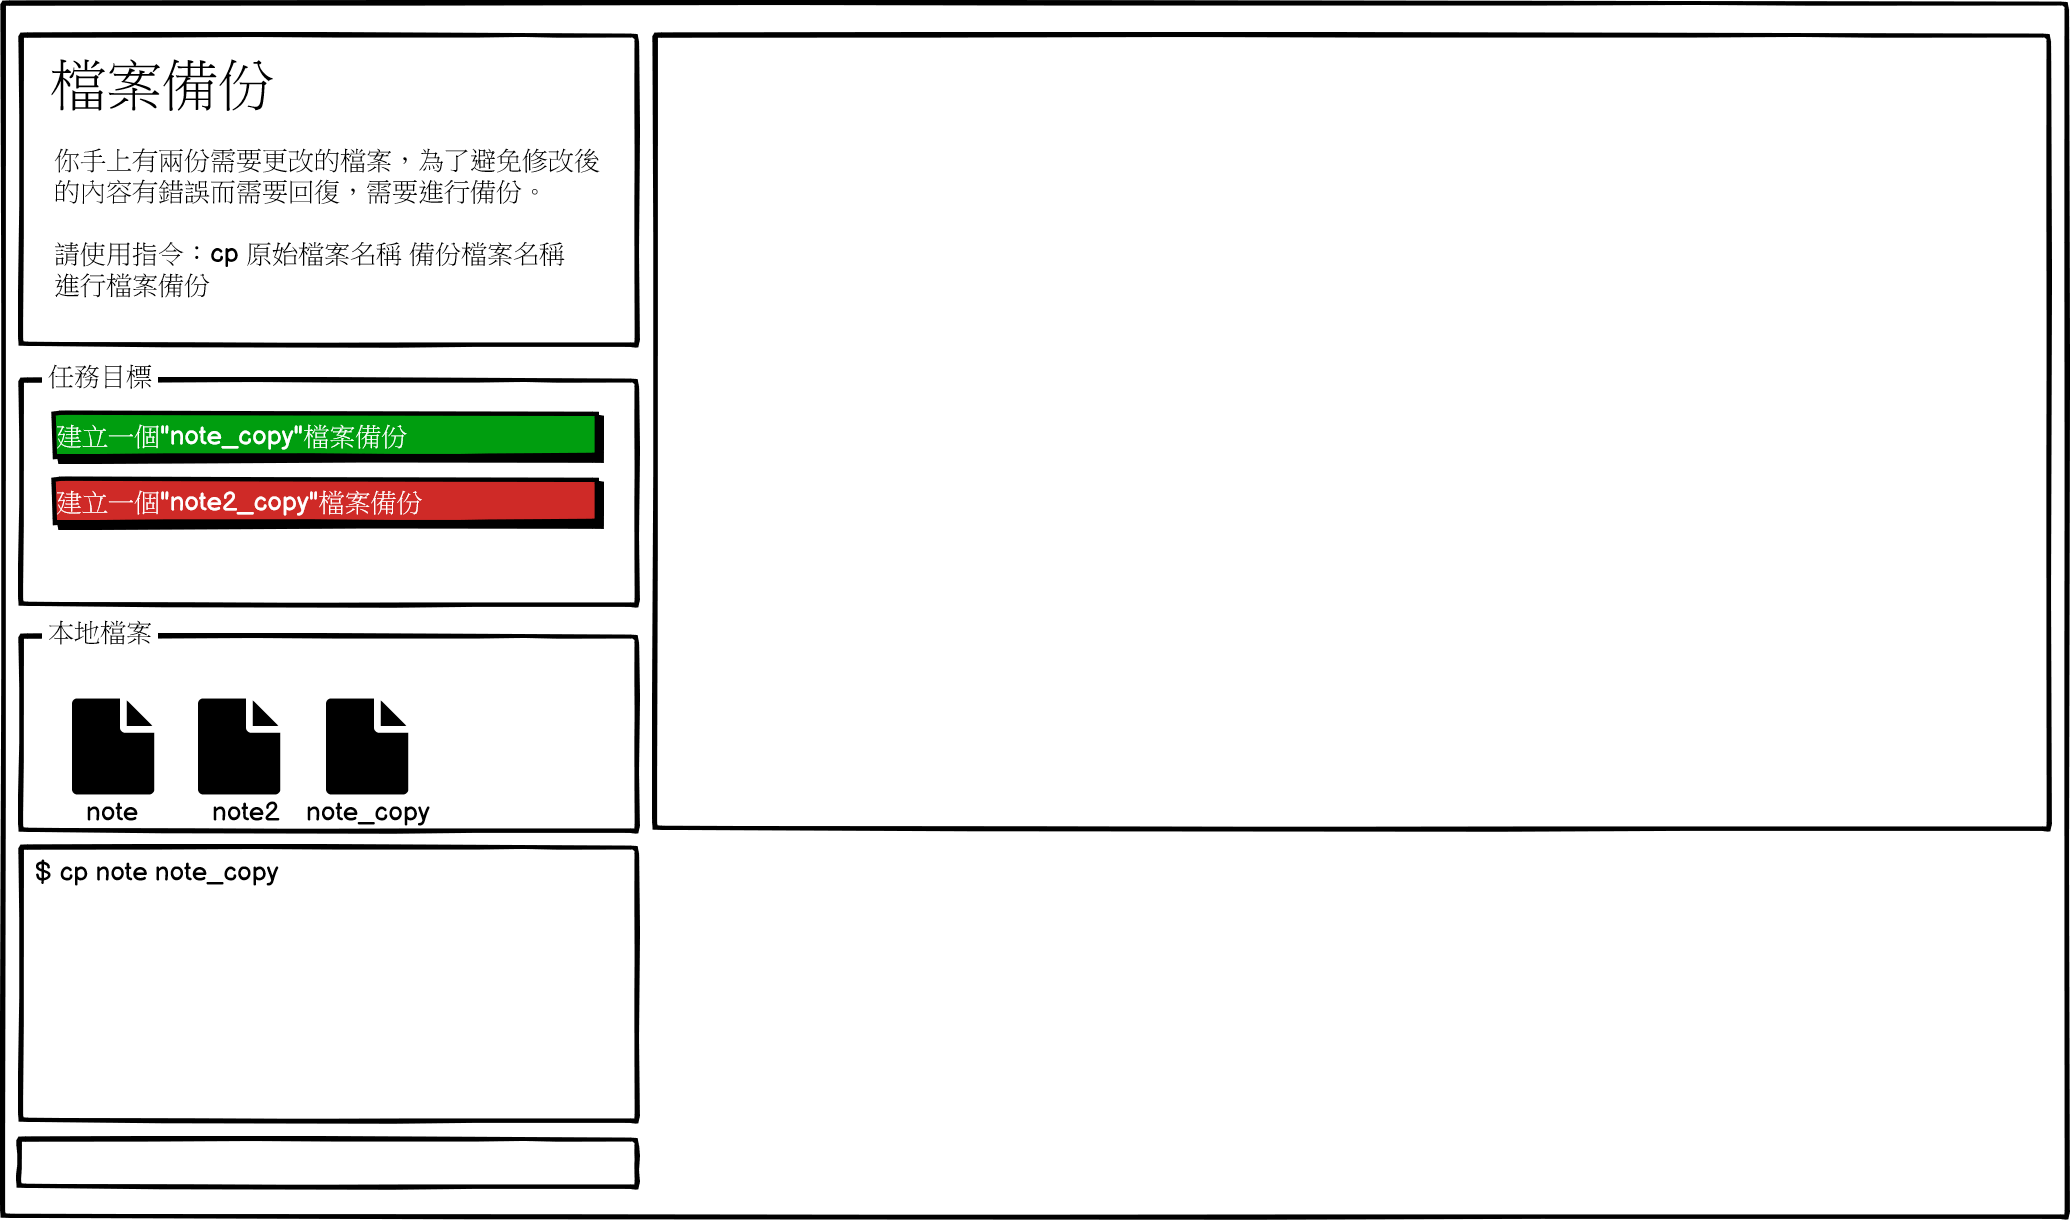 檔案備份
你手上有兩份需要更改的檔案，為了避免修改後
的內容有錯誤而需要回復，需要進行備份。
請使用指令：cp 原始檔案名稱 備份檔案名稱
進行檔案備份
任務目標
建立一個"note_copy"檔案備份
建立一個"note2_copy"檔案備份
本地檔案
note
note2
note_copy
$ cp note note_copy